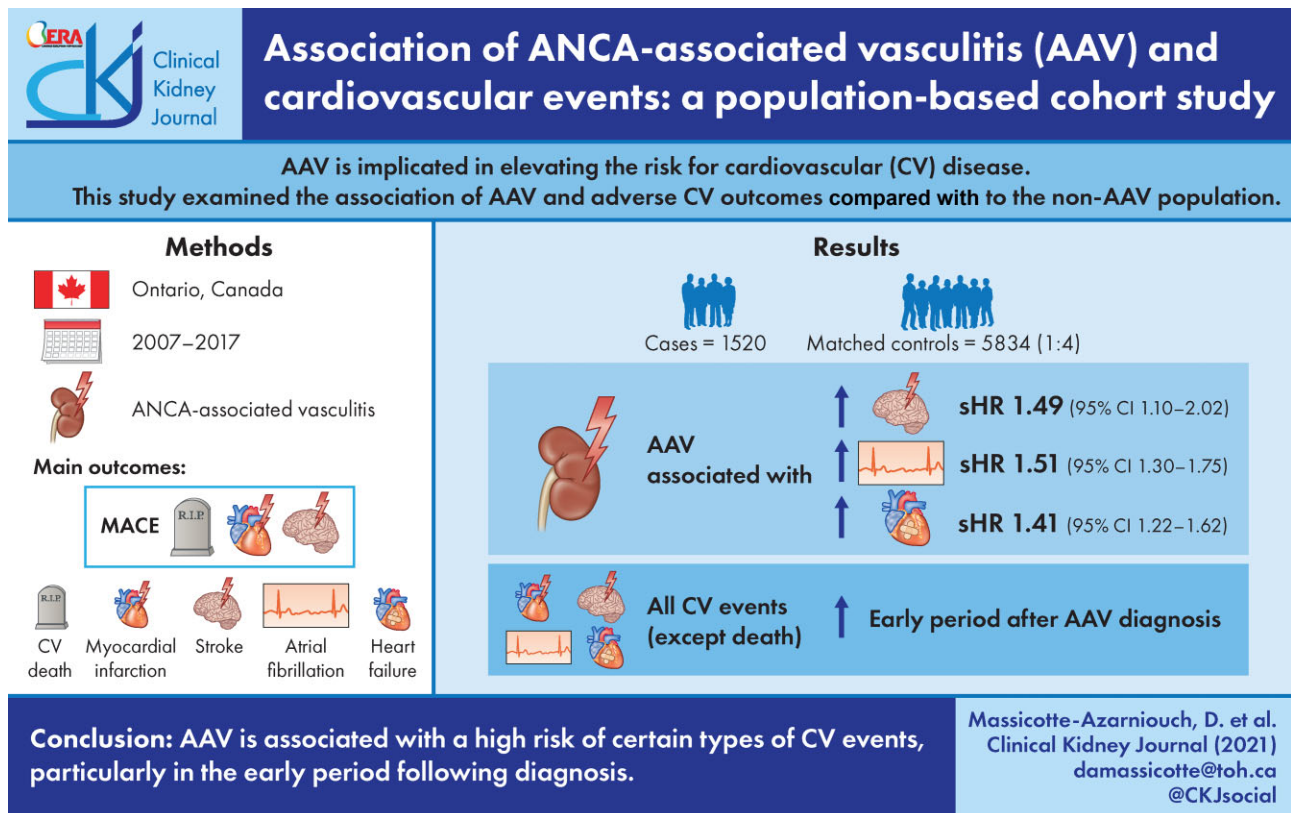 ERA
ckj
Clinical
Kidney
Journal
Association of ANCA-associated vasculitis (AAV) and
cardiovascular events: a population-based cohort study
AAV is implicated in elevating the risk for cardiovascular (CV) disease.
This study examined the association of AAV and adverse CV outcomes compared with to the non-AAV population.
Methods
Ontario, Canada
2007–2017
ANCA-associated vasculitis
Main outcomes:
MACE
R.I.P.
R.I.P.
CV
death
Myocardial
infarction
Stroke
Atrial
fibrillation
Heart
failure
Results
Cases = 1520
Matched controls = 5834 (1:4)
AAV
associated with
sHR 1.49 (95% CI 1.10–2.02)
sHR 1.51 (95% CI 1.30–1.75)
sHR 1.41 (95% CI 1.22–1.62)
All CV events
(except death)
Early period after AAV diagnosis
Conclusion: AAV is associated with a high risk of certain types of CV events,
particularly in the early period following diagnosis.
Massicotte-Azarniouch, D. et al.
Clinical Kidney Journal (2021)
damassicotte@toh.ca
@CKJsocial